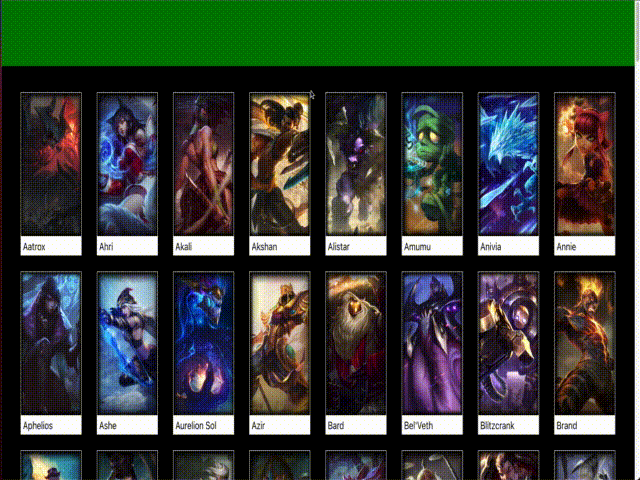 Aatrox
Ahri
Akali
Akshan
Alistar
Amumu
Anivia
Annie
Aphelios
Ashe
Aurelion Sol
Azir
Bard
Bel'Veth
Blitzcrank
Brand